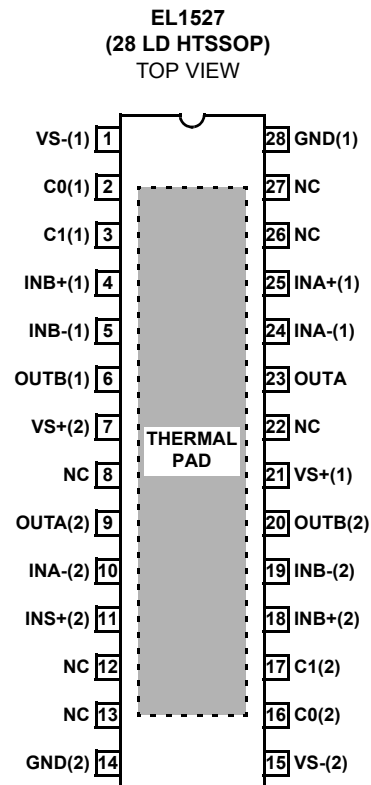 EL1527
(28 LD HTSSOP)
TOP VIEW
VS-(1) 1 28 GND(1)
C0(1) 2 27 NC
C1(1) 3 26 NC
INB+(1) 4 25 INA+(1)
INB-(1) 5 24 INA-(1)
OUTB(1) 6 23 OUTA
VS+(2) 7 22 NC
THERMAL
PAD
NC 8 21 VS+(1)
OUTA(2) 9 20 OUTB(2)
INA-(2) 10 19 INB-(2)
INS+(2) 11 18 INB+(2)
NC 12 17 C1(2)
NC 13 16 C0(2)
GND(2) 14 15 VS-(2)